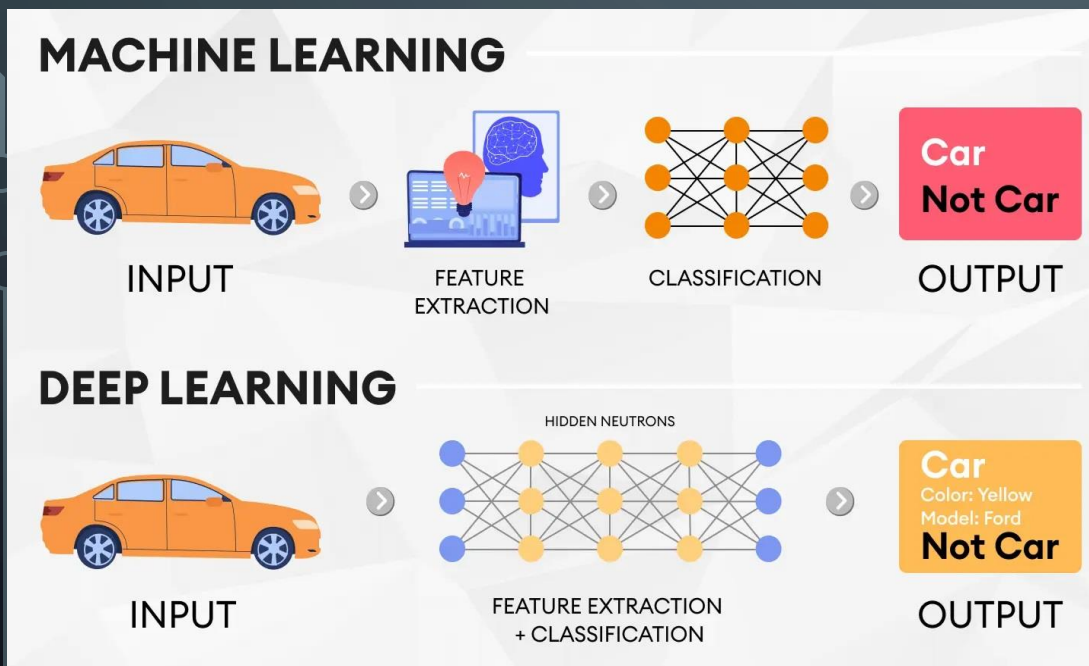 MACHINE LEARNING
INPUT
FEATURE
EXTRACTION
CLASSIFICATION
Car
Not Car
OUTPUT
DEEP LEARNING
INPUT
HIDDEN NEUTRONS
FEATURE EXTRACTION
+ CLASSIFICATION
Car
Color: Yellow
Model: Ford
Not Car
OUTPUT